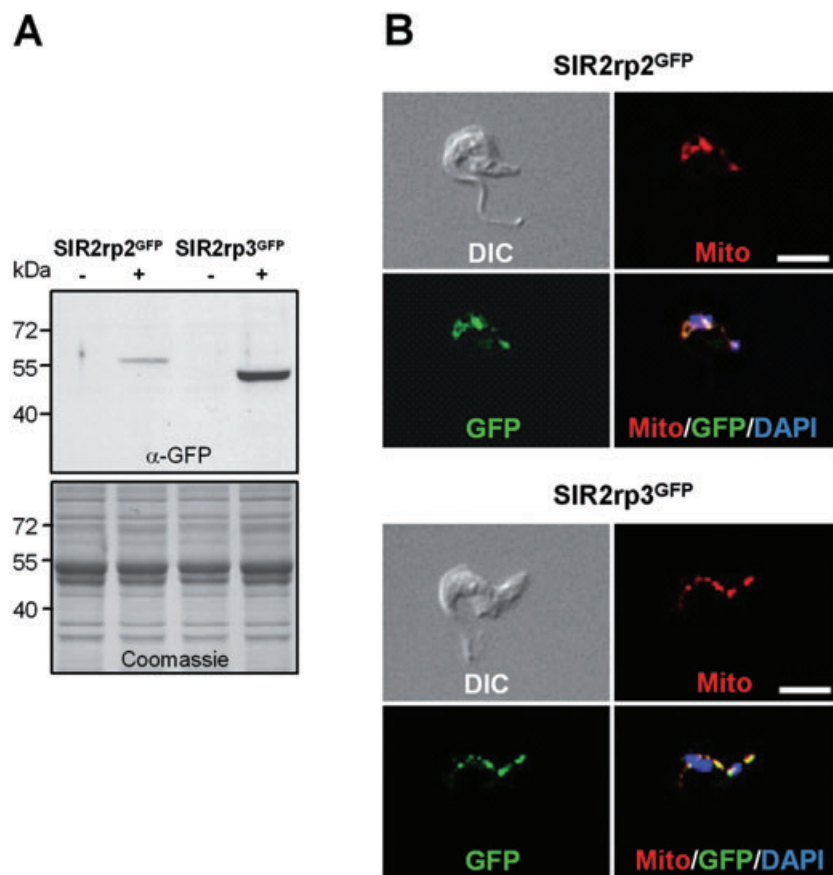 A
SIR2rp2GFP SIR2rp3GFP
kDa - + - +
72
55
40
α-GFP
72
55
40
Coomassie
B
SIR2rp2GFP
DIC Mito
GFP Mito/GFP/DAPI
SIR2rp3GFP
DIC Mito
GFP Mito/GFP/DAPI